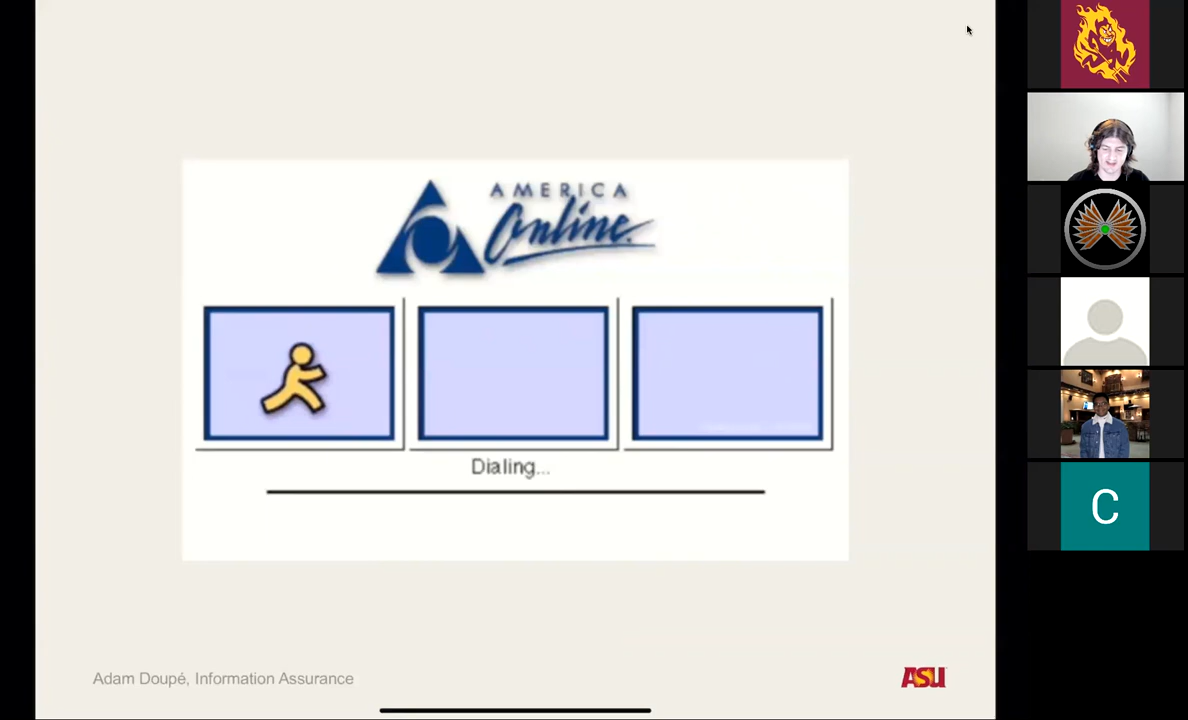 AMERICA
Online.
Dialing...
Adam Doupé, Information Assurance
ASU
C